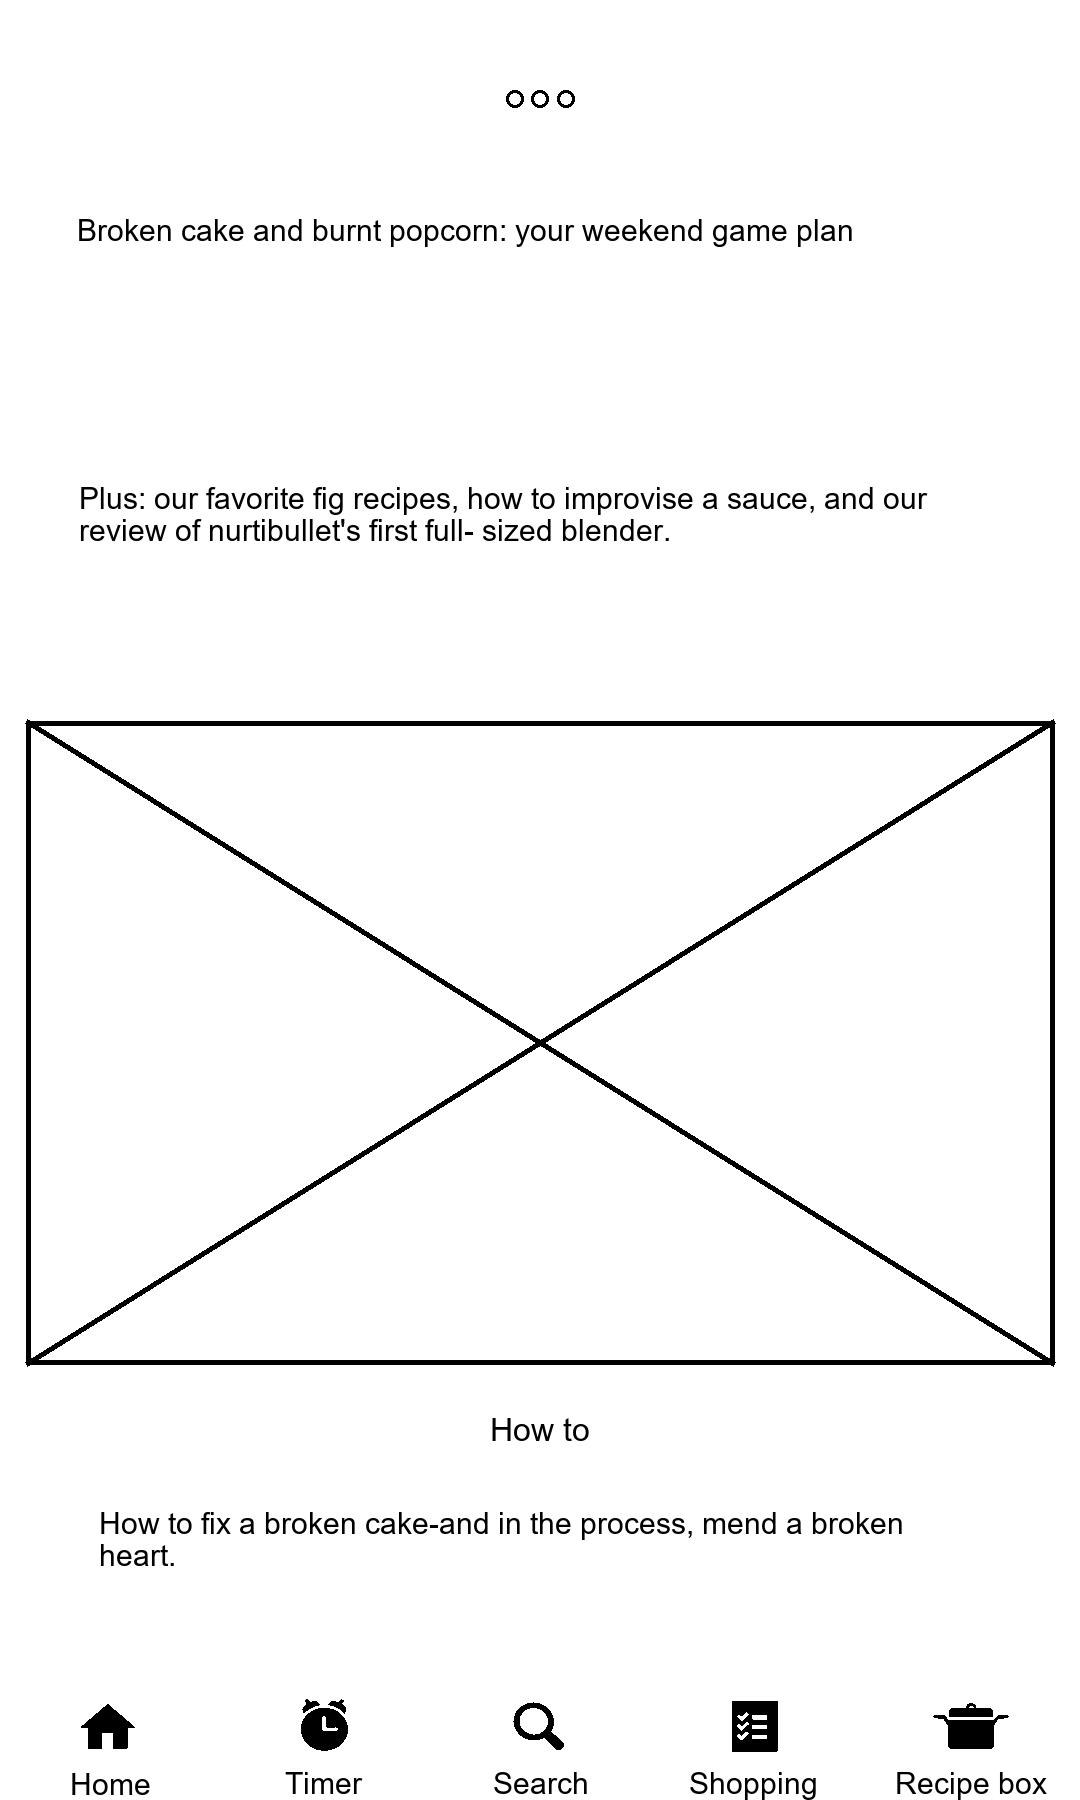 Broken cake and burnt popcorn: your weekend game plan
Plus: our favorite fig recipes, how to improvise a sauce, and our
review of nurtibullet's first full- sized blender.
How to
How to fix a broken cake-and in the process, mend a broken
heart.
Home Timer Search Shopping Recipe box